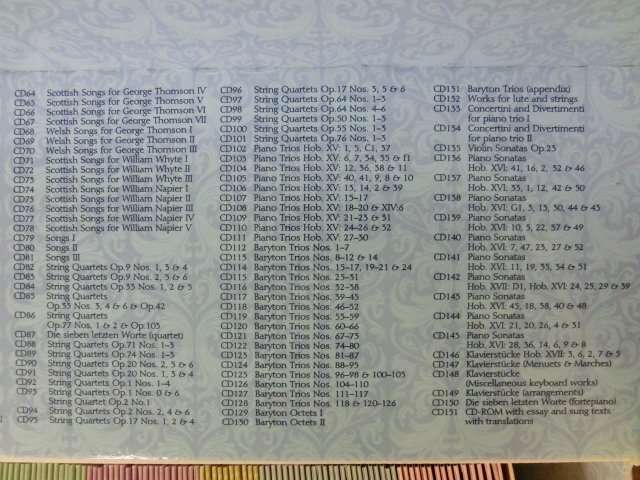 CD64 Scottish Songs for George Thomson IV
CD65 Scottish Songs for George Thomson V
CD66 Scottish Songs for George Thomson VI
CD67 Scottish Songs for George Thomson VII
CD68 Welsh Songs for George Thomson I
CD69 Welsh Songs for George Thomson II
CD70 Welsh Songs for George Thomson III
CD71 Scottish Songs for William Whyte I
CD72 Scottish Songs for William Whyte II
CD73 Scottish Songs for William Whyte III
CD74 Scottish Songs for William Napier I
CD75 Scottish Songs for William Napier II
CD76 Scottish Songs for William Napier III
CD77 Scottish Songs for William Napier IV
CD78 Scottish Songs for William Napier V
CD79 Songs I
CD80 Songs II
CD81 Songs III
CD82 String Quartets Op.9 Nos. 1, 3 & 4
CD83 String Quartets Op.9 Nos. 2, 5 & 6
CD84 String Quartets Op.33 Nos. 1, 2 & 5
CD85 String Quartets
Op.33 Nos. 3, 4 & 6 & Op.42
CD86 String Quartets
Op.77 Nos. 1 & 2 & Op.103
CD87 Die sieben letzten Worte (quartet)
CD88 String Quartets Op.71 Nos. 1-3
CD89 String Quartets Op.74 Nos. 1-3
CD90 String Quartets Op.20 Nos. 2, 5 & 6
CD91 String Quartets Op.20 Nos. 1, 3 & 4
CD92 String Quartets Op.1 Nos. 1-4
CD93 String Quartets Op.1 Nos. 0 & 6
String Quartet Op.2 No.1
CD94 String Quartets Op.2 Nos. 2, 4 & 6
CD95 String Quartets Op.17 Nos. 1, 2 & 4
CD96 String Quartets Op.17 Nos. 3, 5 & 6
CD97 String Quartets Op.64 Nos. 1-3
CD98 String Quartets Op.64 Nos. 4-6
CD99 String Quartets Op.50 Nos. 1-3
CD100 String Quartets Op.55 Nos. 1-3
CD101 String Quartets Op.76 Nos. 1-3
CD102 Piano Trios Hob. XV: 1, 5, C1, 37
CD103 Piano Trios Hob. XV: 6, 7, 34, 35 & f1
CD104 Piano Trios Hob. XV: 12, 36, 38 & 11
CD105 Piano Trios Hob. XV: 40, 41, 9, 8 & 10
CD106 Piano Trios Hob. XV: 13, 14, 2 & 39
CD107 Piano Trios Hob. XV: 15-17
CD108 Piano Trios Hob. XV: 18-20 & XIV:6
CD109 Piano Trios Hob. XV: 21-23 & 31
CD110 Piano Trios Hob. XV: 24-26 & 32
CD111 Piano Trios Hob. XV: 27-30
CD112 Baryton Trios Nos. 1-7
CD113 Baryton Trios Nos. 8-12 & 14
CD114 Baryton Trios Nos. 15-17, 19-21 & 24
CD115 Baryton Trios Nos. 25-31
CD116 Baryton Trios Nos. 32-38
CD117 Baryton Trios Nos. 39-45
CD118 Baryton Trios Nos. 46-52
CD119 Baryton Trios Nos. 53-59
CD120 Baryton Trios Nos. 60-66
CD121 Baryton Trios Nos. 67-73
CD122 Baryton Trios Nos. 74-80
CD123 Baryton Trios Nos. 81-87
CD124 Baryton Trios Nos. 88-95
CD125 Baryton Trios Nos. 96-98 & 100-103
CD126 Baryton Trios Nos. 104-110
CD127 Baryton Trios Nos. 111-117
CD128 Baryton Trios Nos. 118 & 120-126
CD129 Baryton Octets I
CD130 Baryton Octets II
CD131 Baryton Trios (appendix)
CD132 Works for lute and strings
CD133 Concertini and Divertimenti
for piano trio I
CD134 Concertini and Divertimenti
for piano trio II
CD135 Violin Sonatas Op.23
CD136 Piano Sonatas
Hob. XVI: 41, 16, 2, 32 & 46
CD137 Piano Sonatas
Hob. XVI: 33, 1, 12, 42 & 50
CD138 Piano Sonatas
Hob. XVI: G1, 3, 13, 30, 44 & 43
CD139 Piano Sonatas
Hob. XVI: 10, 5, 22, 37 & 49
CD140 Piano Sonatas
Hob. XVI: 7, 47, 23, 27 & 52
CD141 Piano Sonatas
Hob. XVI: 11, 19, 35, 34 & 51
CD142 Piano Sonatas
Hob. XVII: D1, Hob. XVI: 24, 25, 29 & 39
CD143 Piano Sonatas
Hob. XVI: 45, 18, 38, 40 & 48
CD144 Piano Sonatas
Hob. XVI: 21, 20, 26, 4 & 31
CD145 Piano Sonatas
Hob. XVI: 28, 36, 14, 6, 9 & 8
CD146 Klavierstücke Hob. XVII: 3, 6, 2, 7 & 5
CD147 Klavierstücke (Menuets & Marches)
CD148 Klavierstücke
(Miscellaneous keyboard works)
CD149 Klavierstücke (arrangements)
CD150 Die sieben letzten Worte (fortepiano)
CD151 CD-ROM with essay and sung texts
with translations